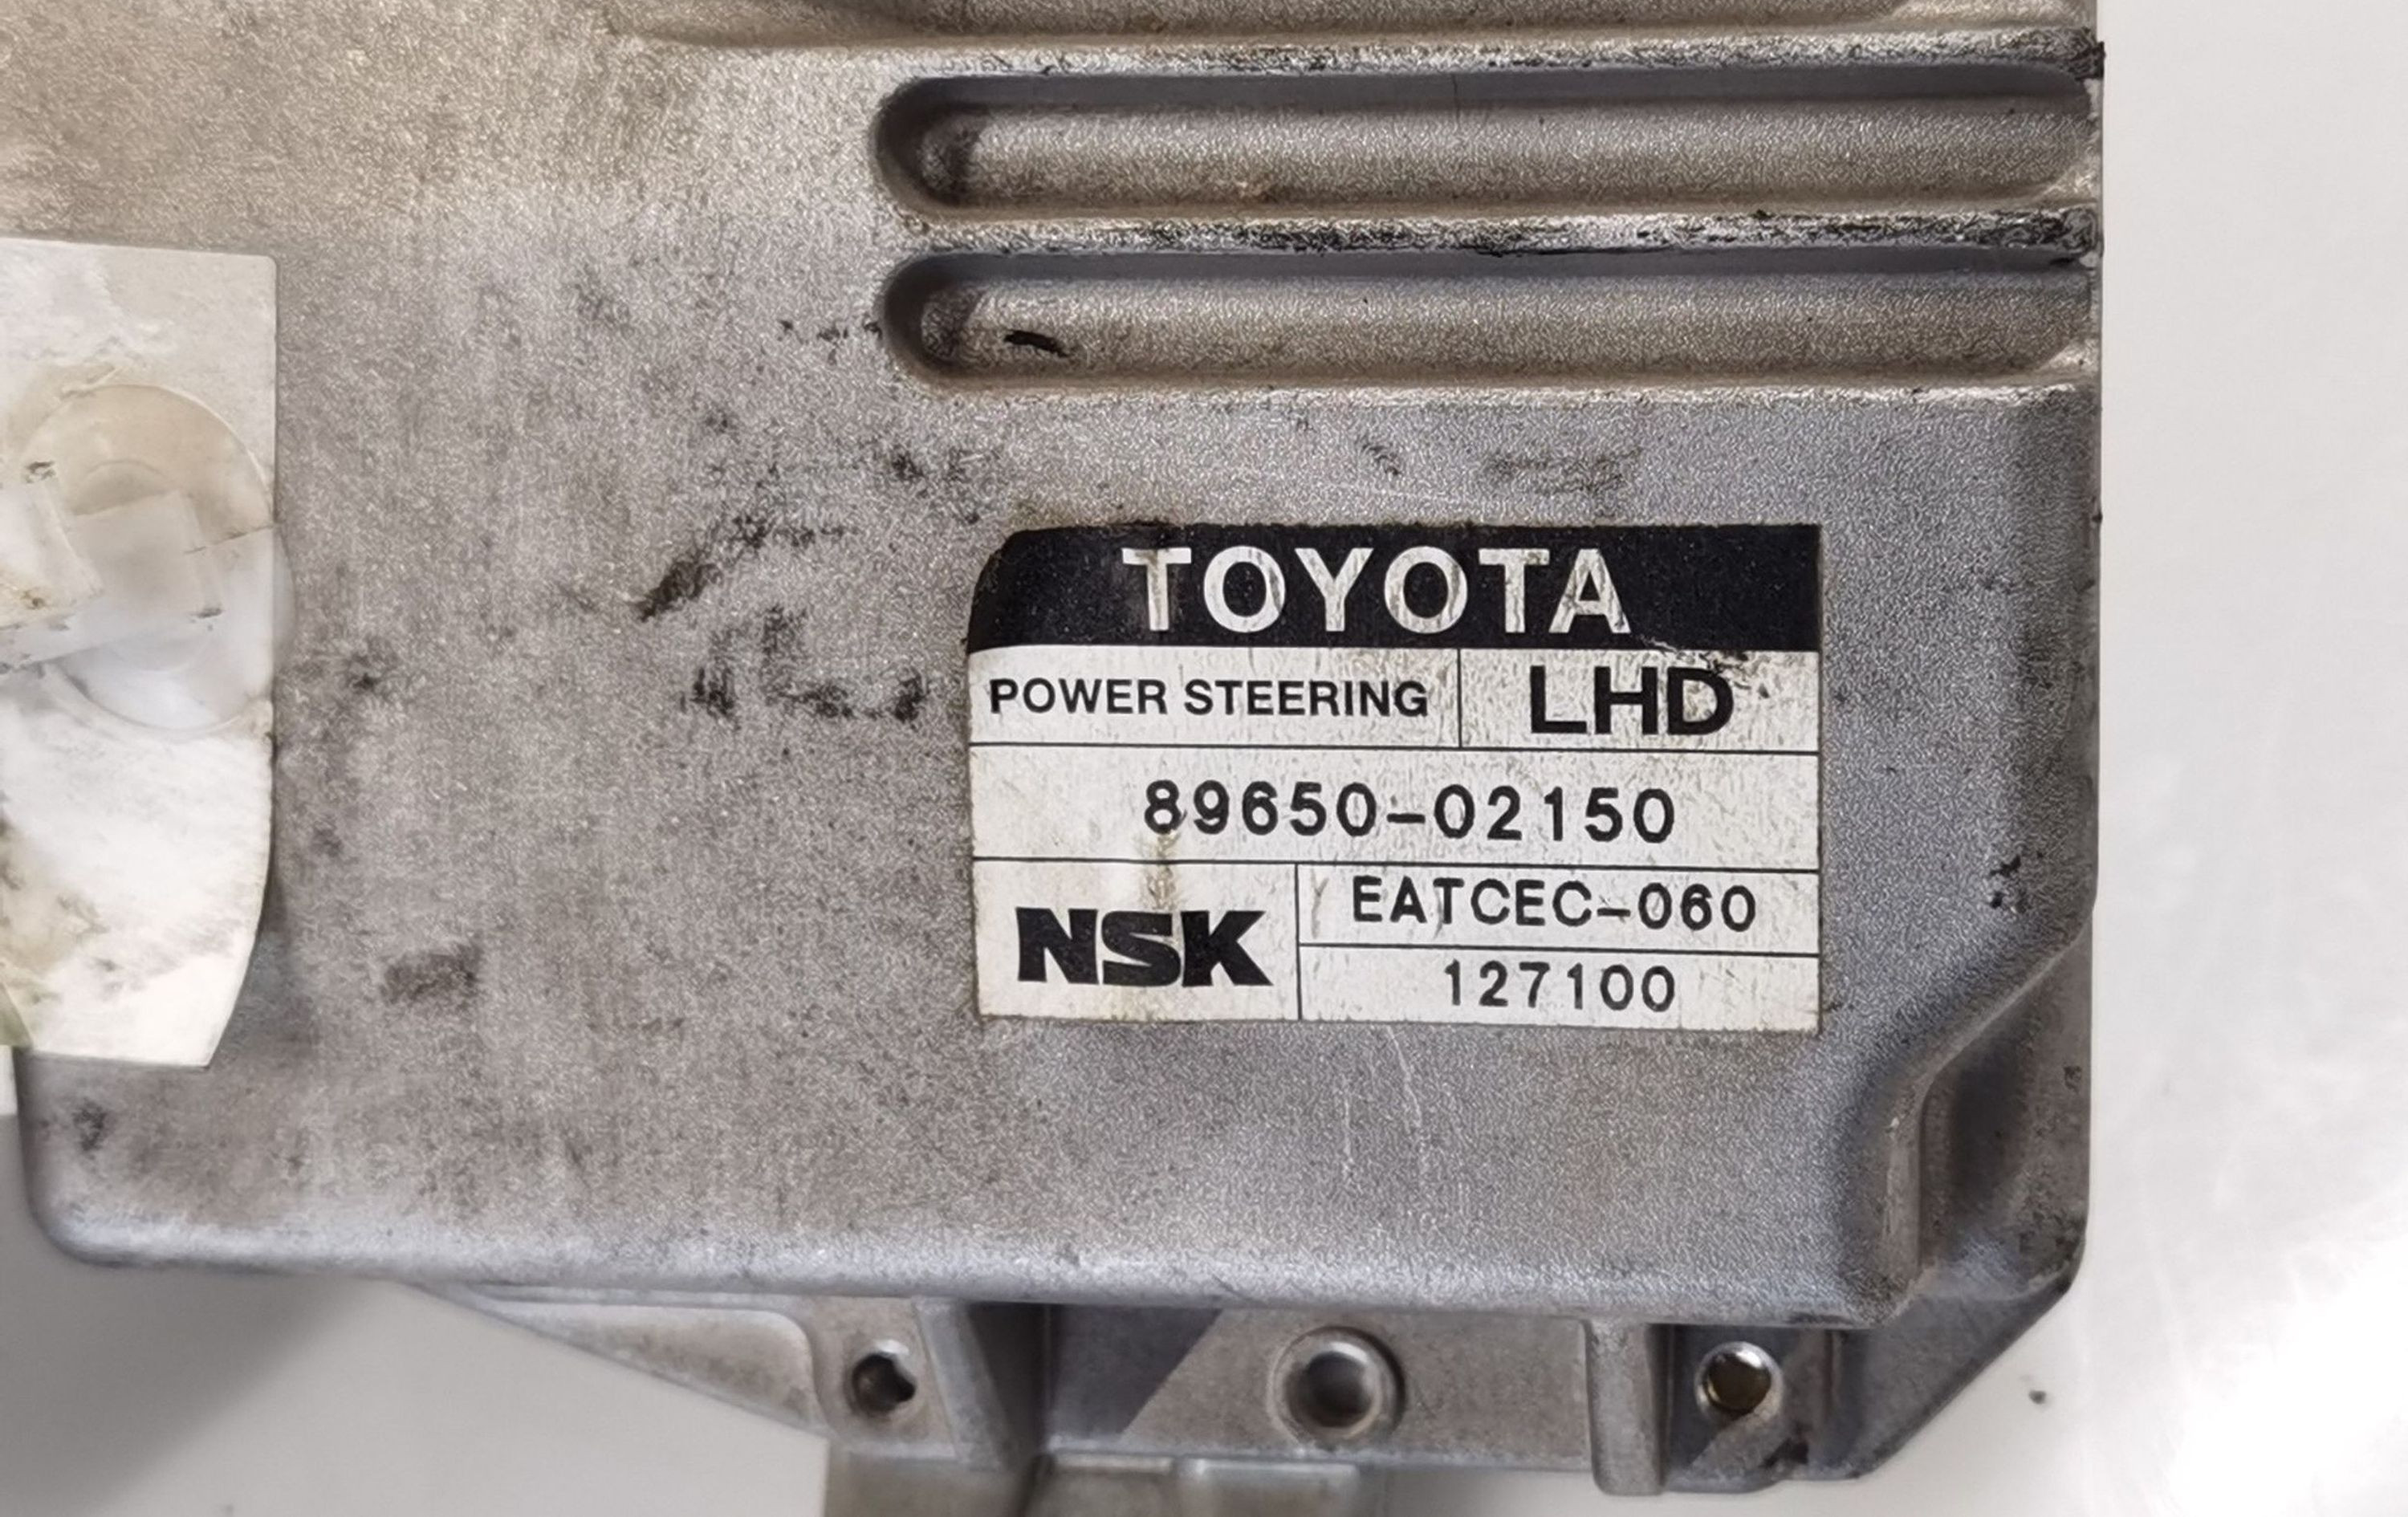 TOYOTA
POWER STEERING LHD
89650-02150
NSK EATCEC-060
127100